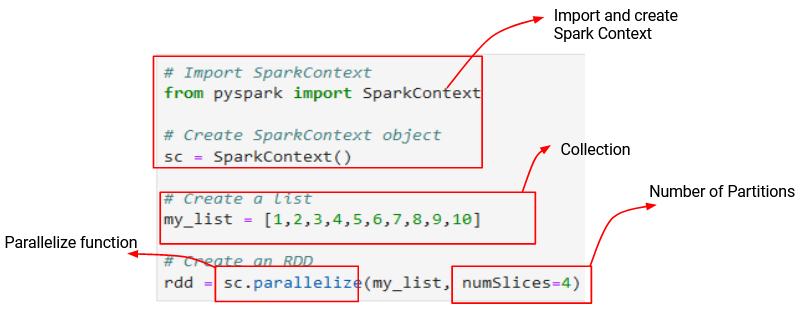 Import and create
Spark Context
# Import SparkContext
from pyspark import SparkContext
# Create SparkContext object
sc = SparkContext()
Collection
# Create a list
my_list = [1,2,3,4,5,6,7,8,9,10]
Number of Partitions
Parallelize function
# Create an RDD
rdd = sc.parallelize(my_list, numSlices=4)